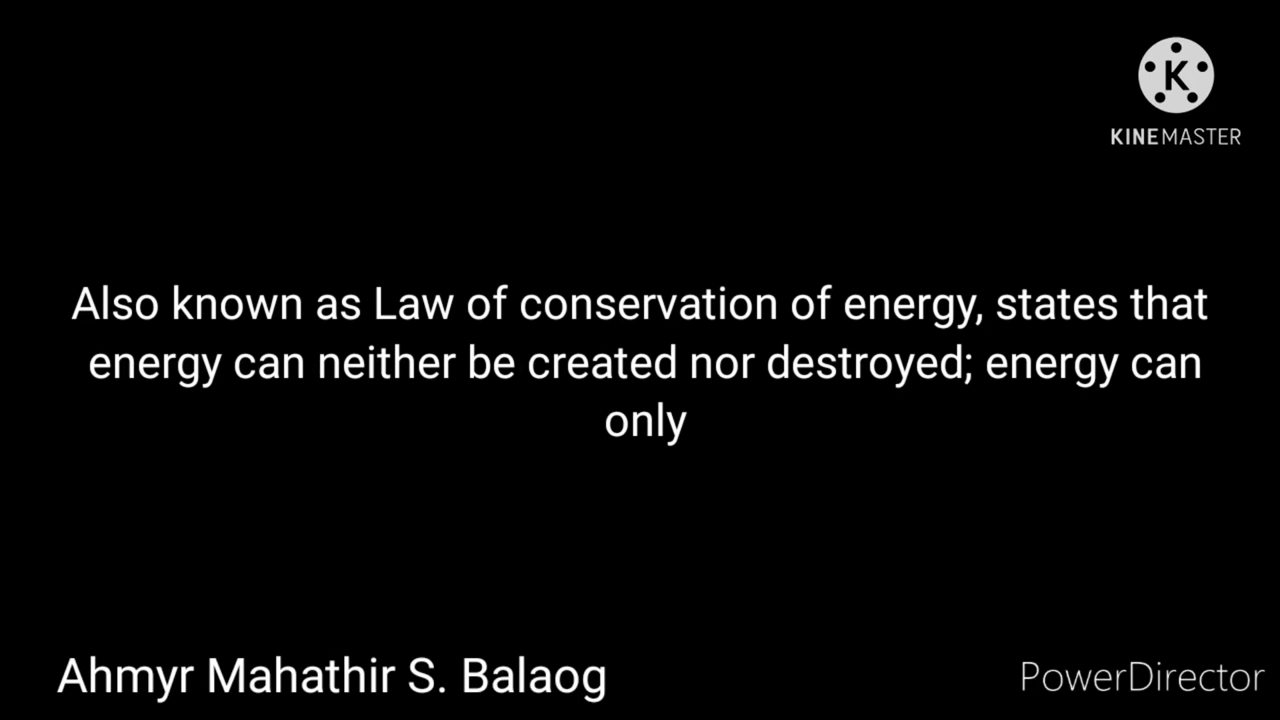 K
KINEMASTER
Also known as Law of conservation of energy, states that
energy can neither be created nor destroyed; energy can
only
Ahmyr Mahathir S. Balaog
PowerDirector